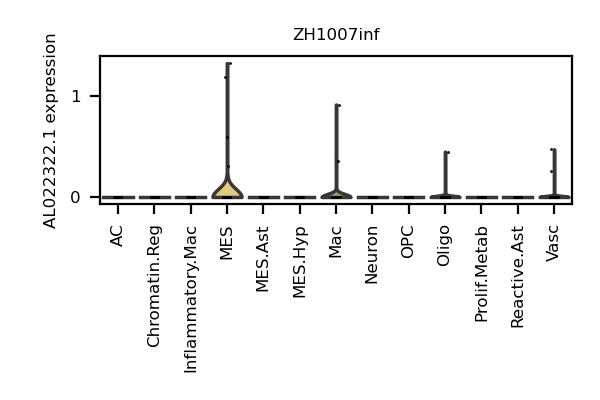 ZH1007inf
AL022322.1 expression
1
0
AC
Chromatin.Reg
Inflammatory.Mac
MES
MES.Ast
MES.Hyp
Mac
Neuron
OPC
Oligo
Prolif.Metab
Reactive.Ast
Vasc